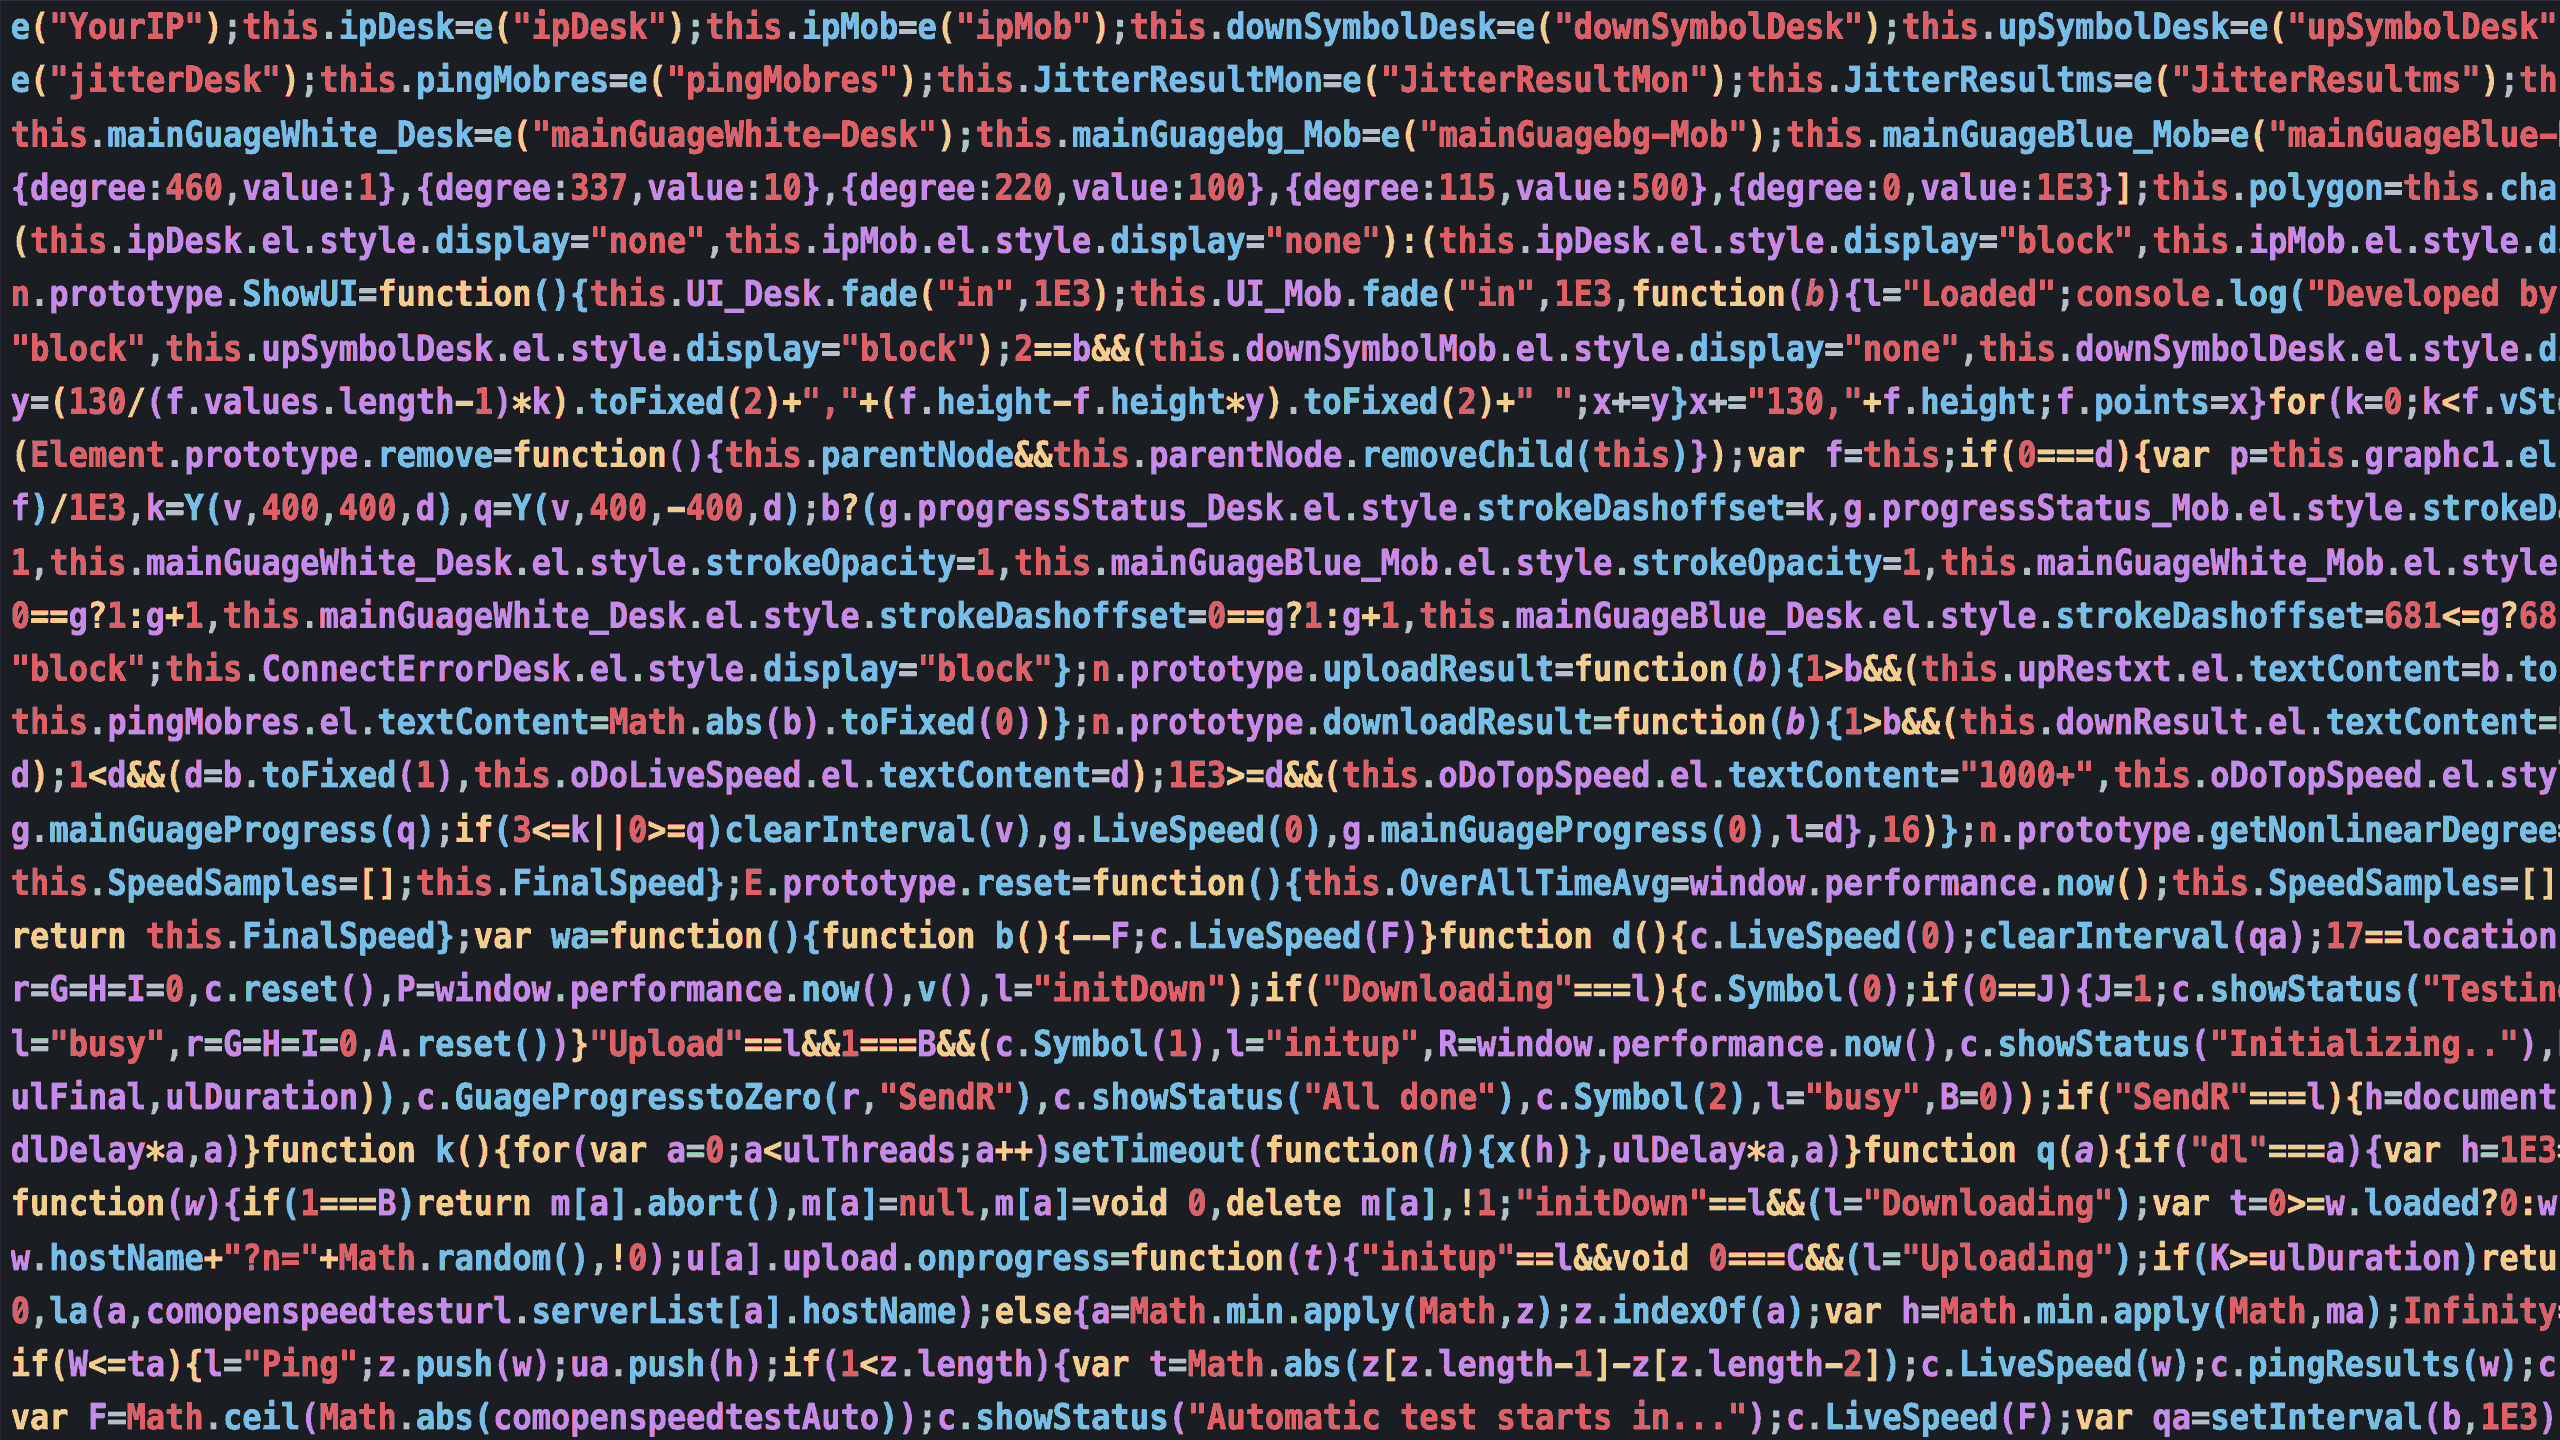 e("YourIP");this.ipDesk=e("ipDesk");this.ipMob=e("ipMob");this.downSymbolDesk=e("downSymbolDesk");this.upSymbolDesk=e("upSymbolDesk"
e("jitterDesk");this.pingMobres=e("pingMobres");this.JitterResultMon=e("JitterResultMon");this.JitterResultms=e("JitterResultms");th
this.mainGuageWhite_Desk=e("mainGuageWhite-Desk");this.mainGuagebg_Mob=e("mainGuagebg-Mob");this.mainGuageBlue_Mob=e("mainGuageBlue-
{degree:460,value:1},{degree:337,value:10},{degree:220,value:100},{degree:115,value:500},{degree:0,value:1E3}];this.polygon=this.cha
(this.ipDesk.el.style.display="none",this.ipMob.el.style.display="none"):(this.ipDesk.el.style.display="block",this.ipMob.el.style.d
n.prototype.ShowUI=function(){this.UI_Desk.fade("in",1E3);this.UI_Mob.fade("in",1E3,function(b){l="Loaded";console.log("Developed by
"block",this.upSymbolDesk.el.style.display="block");2==b&&(this.downSymbolMob.el.style.display="none",this.downSymbolDesk.el.style.d
y=(130/(f.values.length-1)*k).toFixed(2)+","+(f.height-f.height*y).toFixed(2)+" ";x+=y}x+="130,"+f.height;f.points=x}for(k=0;k<f.vSt
(Element.prototype.remove=function(){this.parentNode&&this.parentNode.removeChild(this)});var f=this;if(0===d){var p=this.graphc1.el
f)/1E3,k=Y(v,400,400,d),q=Y(v,400,-400,d);b?(g.progressStatus_Desk.el.style.strokeDashoffset=k,g.progressStatus_Mob.el.style.strokeD
1,this.mainGuageWhite_Desk.el.style.strokeOpacity=1,this.mainGuageBlue_Mob.el.style.strokeOpacity=1,this.mainGuageWhite_Mob.el.style
0==g?1:g+1,this.mainGuageWhite_Desk.el.style.strokeDashoffset=0==g?1:g+1,this.mainGuageBlue_Desk.el.style.strokeDashoffset=681<=g?68
"block";this.ConnectErrorDesk.el.style.display="block"};n.prototype.uploadResult=function(b){1>b&&(this.upRestxt.el.textContent=b.to
this.pingMobres.el.textContent=Math.abs(b).toFixed(0))};n.prototype.downloadResult=function(b){1>b&&(this.downResult.el.textContent=
d);1<d&&(d=b.toFixed(1),this.oDoLiveSpeed.el.textContent=d);1E3>=d&&(this.oDoTopSpeed.el.textContent="1000+",this.oDoTopSpeed.el.sty
g.mainGuageProgress(q);if(3<=k||0>=q)clearInterval(v),g.LiveSpeed(0),g.mainGuageProgress(0),l=d},16)};n.prototype.getNonlinearDegree=
this.SpeedSamples=[];this.FinalSpeed};E.prototype.reset=function(){this.OverAllTimeAvg=window.performance.now();this.SpeedSamples=[]
return this.FinalSpeed};var wa=function(){function b(){--F;c.LiveSpeed(F)}function d(){c.LiveSpeed(0);clearInterval(qa);17==location
r=G=H=I=0,c.reset(),P=window.performance.now(),v(),l="initDown");if("Downloading"===l){c.Symbol(0);if(0==J){J=1;c.showStatus("Testing
l="busy",r=G=H=I=0,A.reset())}"Upload"==l&&1===B&&(c.Symbol(1),l="initup",R=window.performance.now(),c.showStatus("Initializing.."),
ulFinal,ulDuration)),c.GuageProgresstoZero(r,"SendR"),c.showStatus("All done"),c.Symbol(2),l="busy",B=0));if("SendR"===l){h=document
dlDelay*a,a)}function k(){for(var a=0;a<ulThreads;a++)setTimeout(function(h){x(h)},ulDelay*a,a)}function q(a){if("dl"===a){var h=1E3
function(w){if(1===B)return m[a].abort(),m[a]=null,m[a]=void 0,delete m[a],!1;"initDown"==l&&(l="Downloading");var t=0>=w.loaded?0:w
w.hostName+"?n="+Math.random(),!0);u[a].upload.onprogress=function(t){"initup"==l&&void 0===C&&(l="Uploading");if(K>=ulDuration)retu
0,la(a,comopenspeedtesturl.serverList[a].hostName);else{a=Math.min.apply(Math,z);z.indexOf(a);var h=Math.min.apply(Math,ma);Infinity=
if(W<=ta){l="Ping";z.push(w);ua.push(h);if(1<z.length){var t=Math.abs(z[z.length-1]-z[z.length-2]);c.LiveSpeed(w);c.pingResults(w);c
var F=Math.ceil(Math.abs(comopenspeedtestAuto));c.showStatus("Automatic test starts in...");c.LiveSpeed(F);var qa=setInterval(b,1E3)